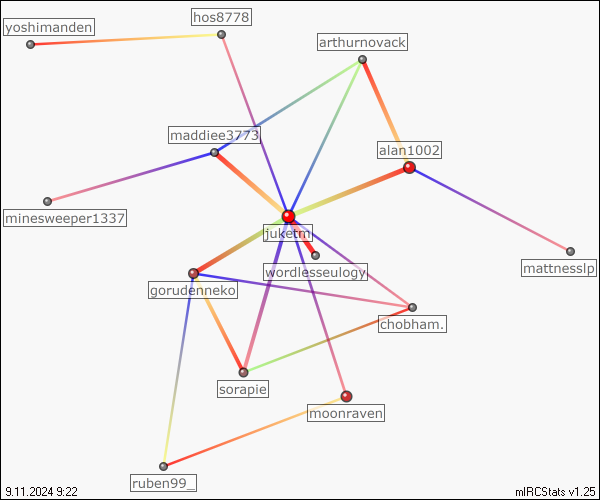 hos8778
yoshimanden
arthurnovack
maddiee3773
alan1002
minesweeper1337
juketm
mattnesslp
wordlesseulogy
gorudenneko
chobham.
sorapie
moonraven
ruben99_
9.11.2024 9:22
mIRCStats v1.25